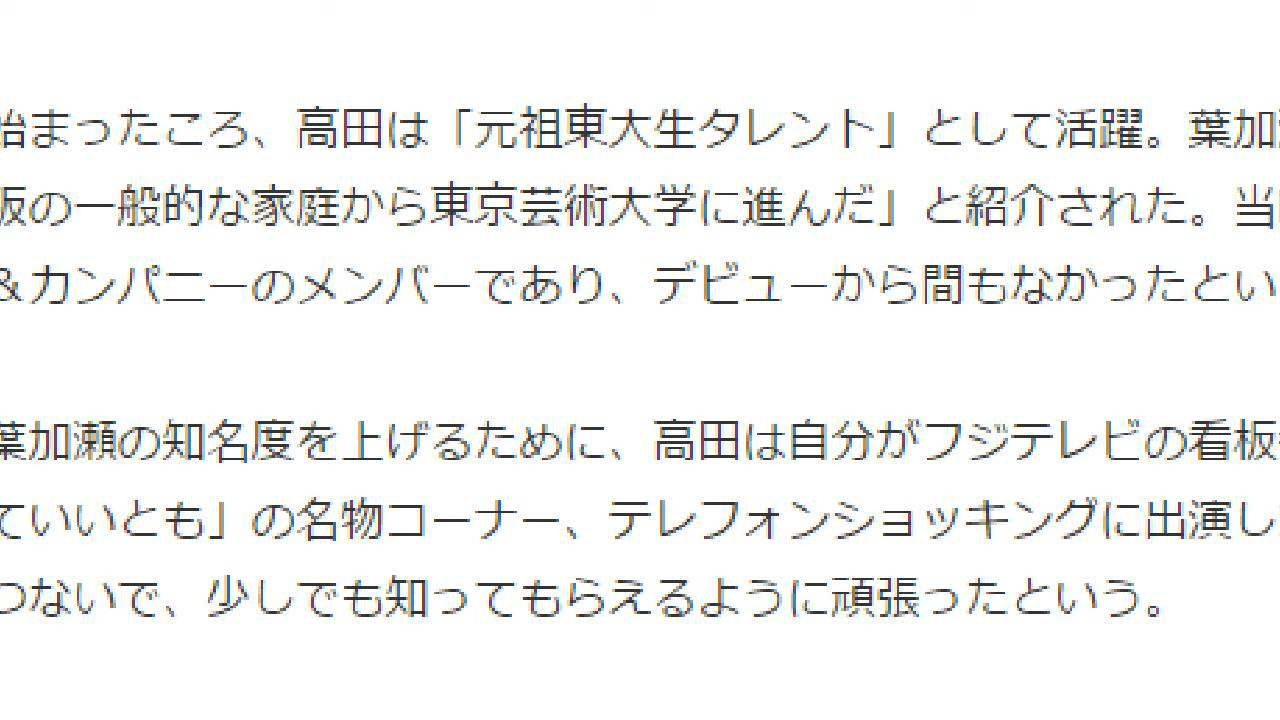 始まったころ、高田は「元祖東大生タレント」として活躍。葉加
阪の一般的な家庭から東京芸術大学に進んだ」と紹介された。当
&カンパニーのメンバーであり、デビューから間もなかったとい
葉加瀬の知名度を上げるために、高田は自分がフジテレビの看板
ていいとも」の名物コーナー、テレフォンショッキングに出演し
つないで、少しでも知ってもらえるように頑張ったという。